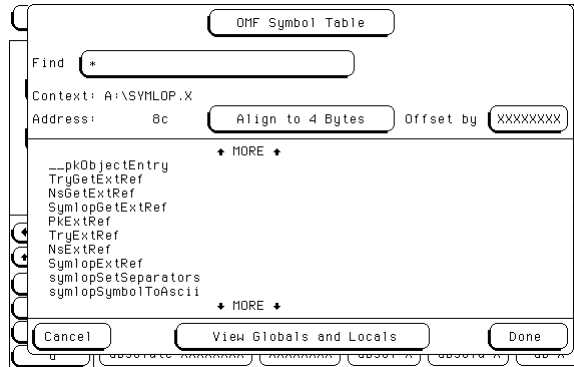 OMF Symbol Table
Find *
Context: A:\SYMLOP.X
Address: 8c Align to 4 Bytes Offset by XXXXXXXX
MORE
__pkObjectEntry
TryGetExtRef
NsGetExtRef
SymlopGetExtRef
PkExtRef
TryExtRef
NsExtRef
SymlopExtRef
symlopSetSeparators
symlopSymbolToAscii
MORE
Cancel View Globals and Locals Done